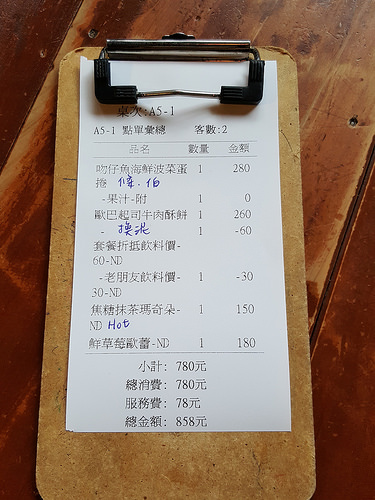 桌次:A5-1
A5-1 點單彙總 客數:2
品名 數量 金額
吻仔魚海鮮波菜蛋 1 280
捲
-果汁-附 1 0
歐巴起司牛肉酥餅 1 260
- 1 -60
套餐折抵飲料價-
60-ND
-老朋友飲料價- 1 -30
30-ND
焦糖抹茶瑪奇朵- 1 150
ND Hot
鮮草莓歐蕾-ND 1 180
小計: 780元
總消費: 780元
服務費: 78元
總金額: 858元